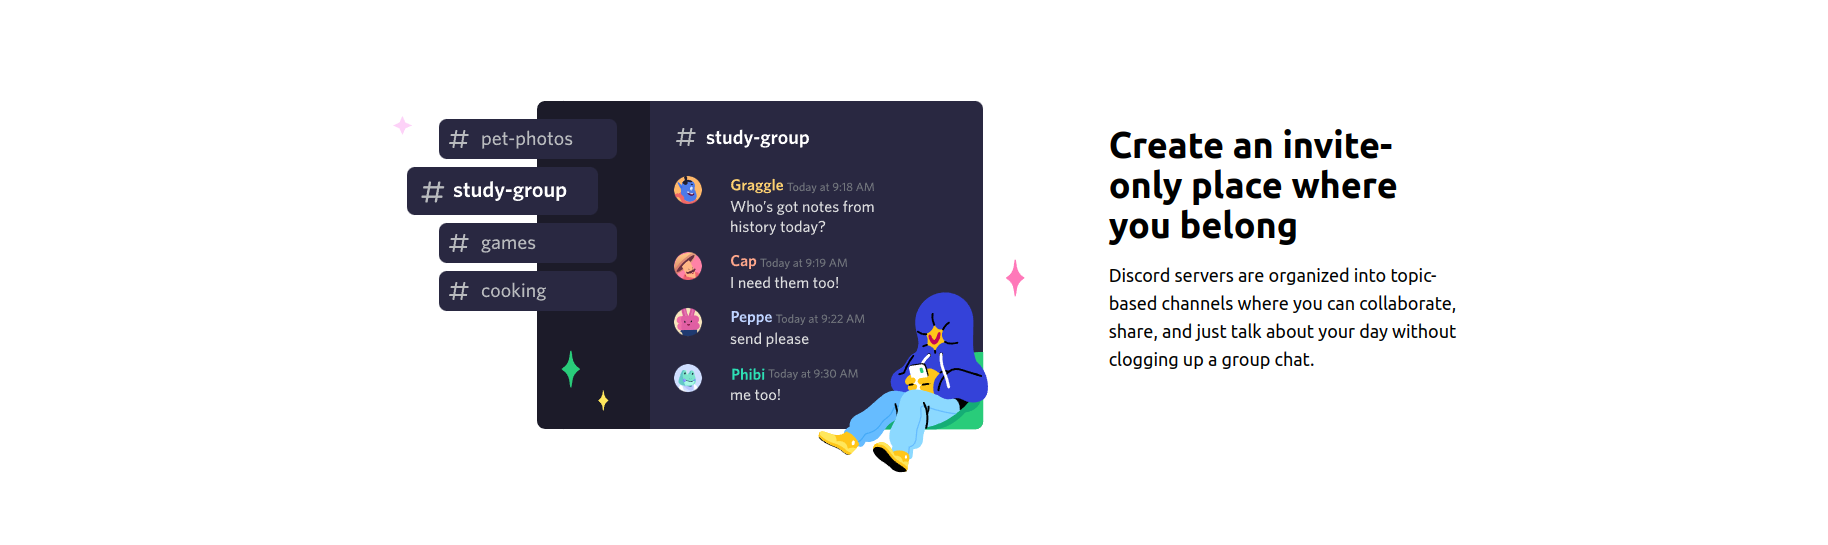 # pet-photos
# study-group
# games
# cooking
# study-group
Graggle Today at 9:18 AM
Who's got notes from
history today?
Cap Today at 9:19 AM
I need them too!
Peppe Today at 9:22 AM
send please
Phibi Today at 9:30 AM
me too!
Create an invite-
only place where
you belong
Discord servers are organized into topic-
based channels where you can collaborate,
share, and just talk about your day without
clogging up a group chat.